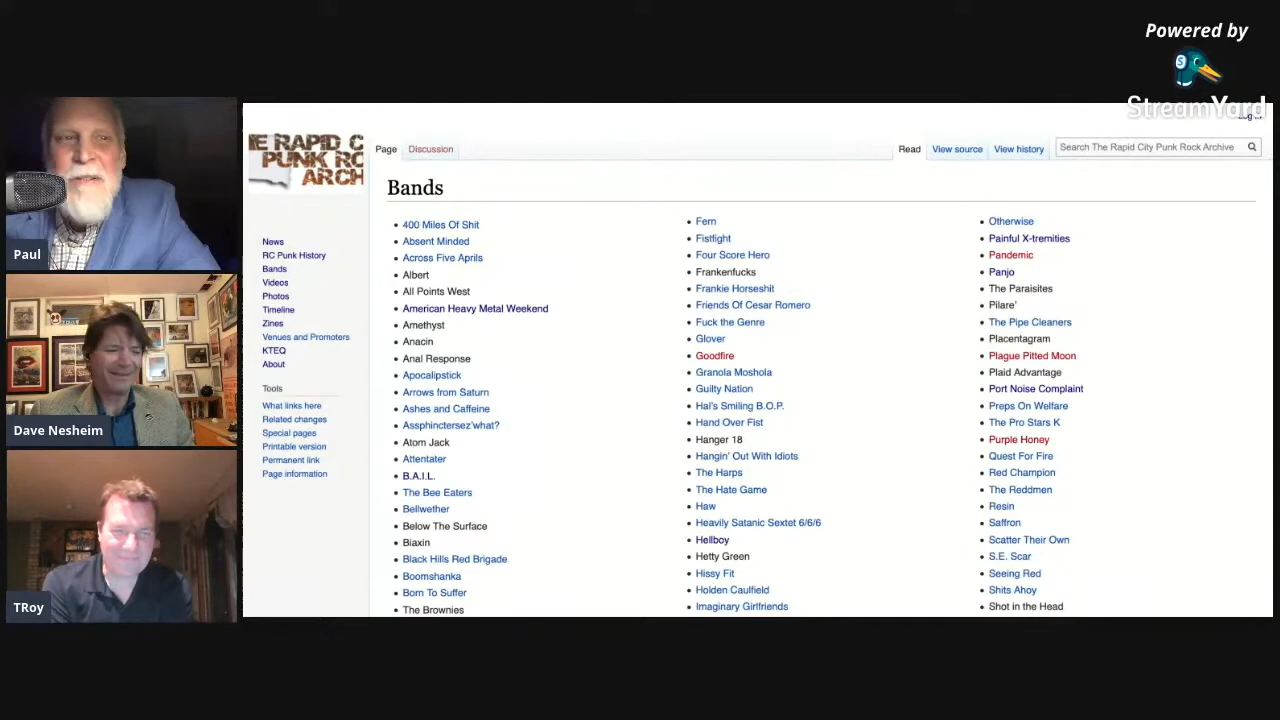 Powered by
StreamYard
Paul
Dave Nesheim
TRoy
E RAPID C
PUNK RO
ARCH
News
RC Punk History
Bands
Videos
Photos
Timeline
Zines
Venues and Promoters
KTEQ
About
Tools
What links here
Related changes
Special pages
Printable version
Permanent link
Page information
Page
Discussion
Read
View source
View history
Search The Rapid City Punk Rock Archive
Bands
400 Miles Of Shit
Absent Minded
Across Five Aprils
Albert
All Points West
American Heavy Metal Weekend
Amethyst
Anacin
Anal Response
Apocalipstick
Arrows from Saturn
Ashes and Caffeine
Assphinctersez'what?
Atom Jack
Attentater
B.A.I.L.
The Bee Eaters
Bellwether
Below The Surface
Biaxin
Black Hills Red Brigade
Boomshanka
Born To Suffer
The Brownies
Fern
Fistfight
Four Score Hero
Frankenfucks
Frankie Horseshit
Friends Of Cesar Romero
Fuck the Genre
Glover
Goodfire
Granola Moshola
Guilty Nation
Hal's Smiling B.O.P.
Hand Over Fist
Hanger 18
Hangin' Out With Idiots
The Harps
The Hate Game
Haw
Heavily Satanic Sextet 6/6/6
Hellboy
Hetty Green
Hissy Fit
Holden Caulfield
Imaginary Girlfriends
Otherwise
Painful X-tremities
Pandemic
Panjo
The Parasites
Pilare'
The Pipe Cleaners
Placentagram
Plague Pitted Moon
Plaid Advantage
Port Noise Complaint
Preps On Welfare
The Pro Stars K
Purple Honey
Quest For Fire
Red Champion
The Reddmen
Resin
Saffron
Scatter Their Own
S.E. Scar
Seeing Red
Shits Ahoy
Shot in the Head